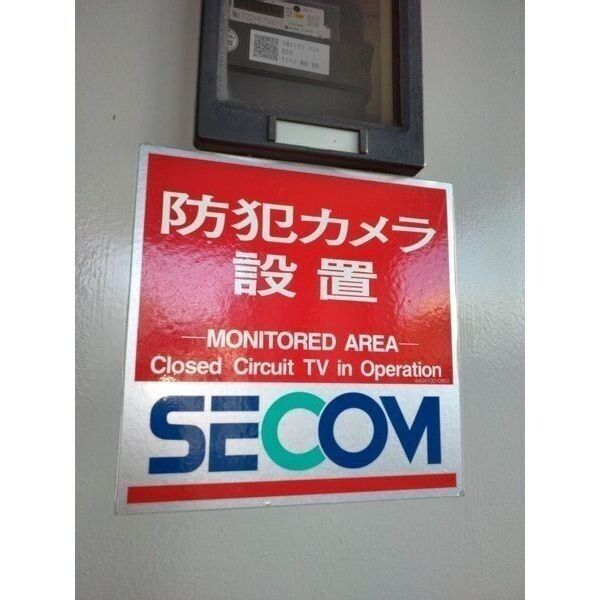 防犯カメラ
設置
MONITORED AREA
Closed Circuit TV in Operation
SECOM